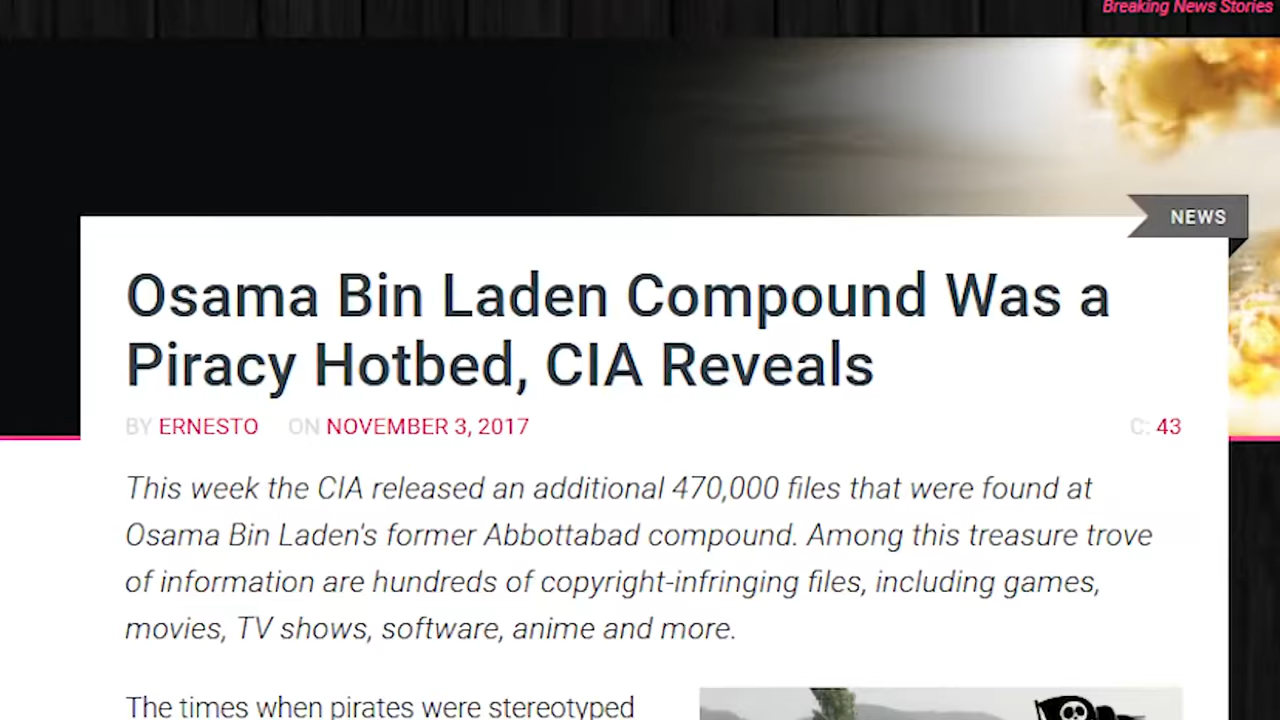 Breaking News Stories
NEWS
Osama Bin Laden Compound Was a
Piracy Hotbed, CIA Reveals
BY ERNESTO ON NOVEMBER 3, 2017 C: 43
This week the CIA released an additional 470,000 files that were found at
Osama Bin Laden's former Abbottabad compound. Among this treasure trove
of information are hundreds of copyright-infringing files, including games,
movies, TV shows, software, anime and more.
The times when pirates were stereotyped